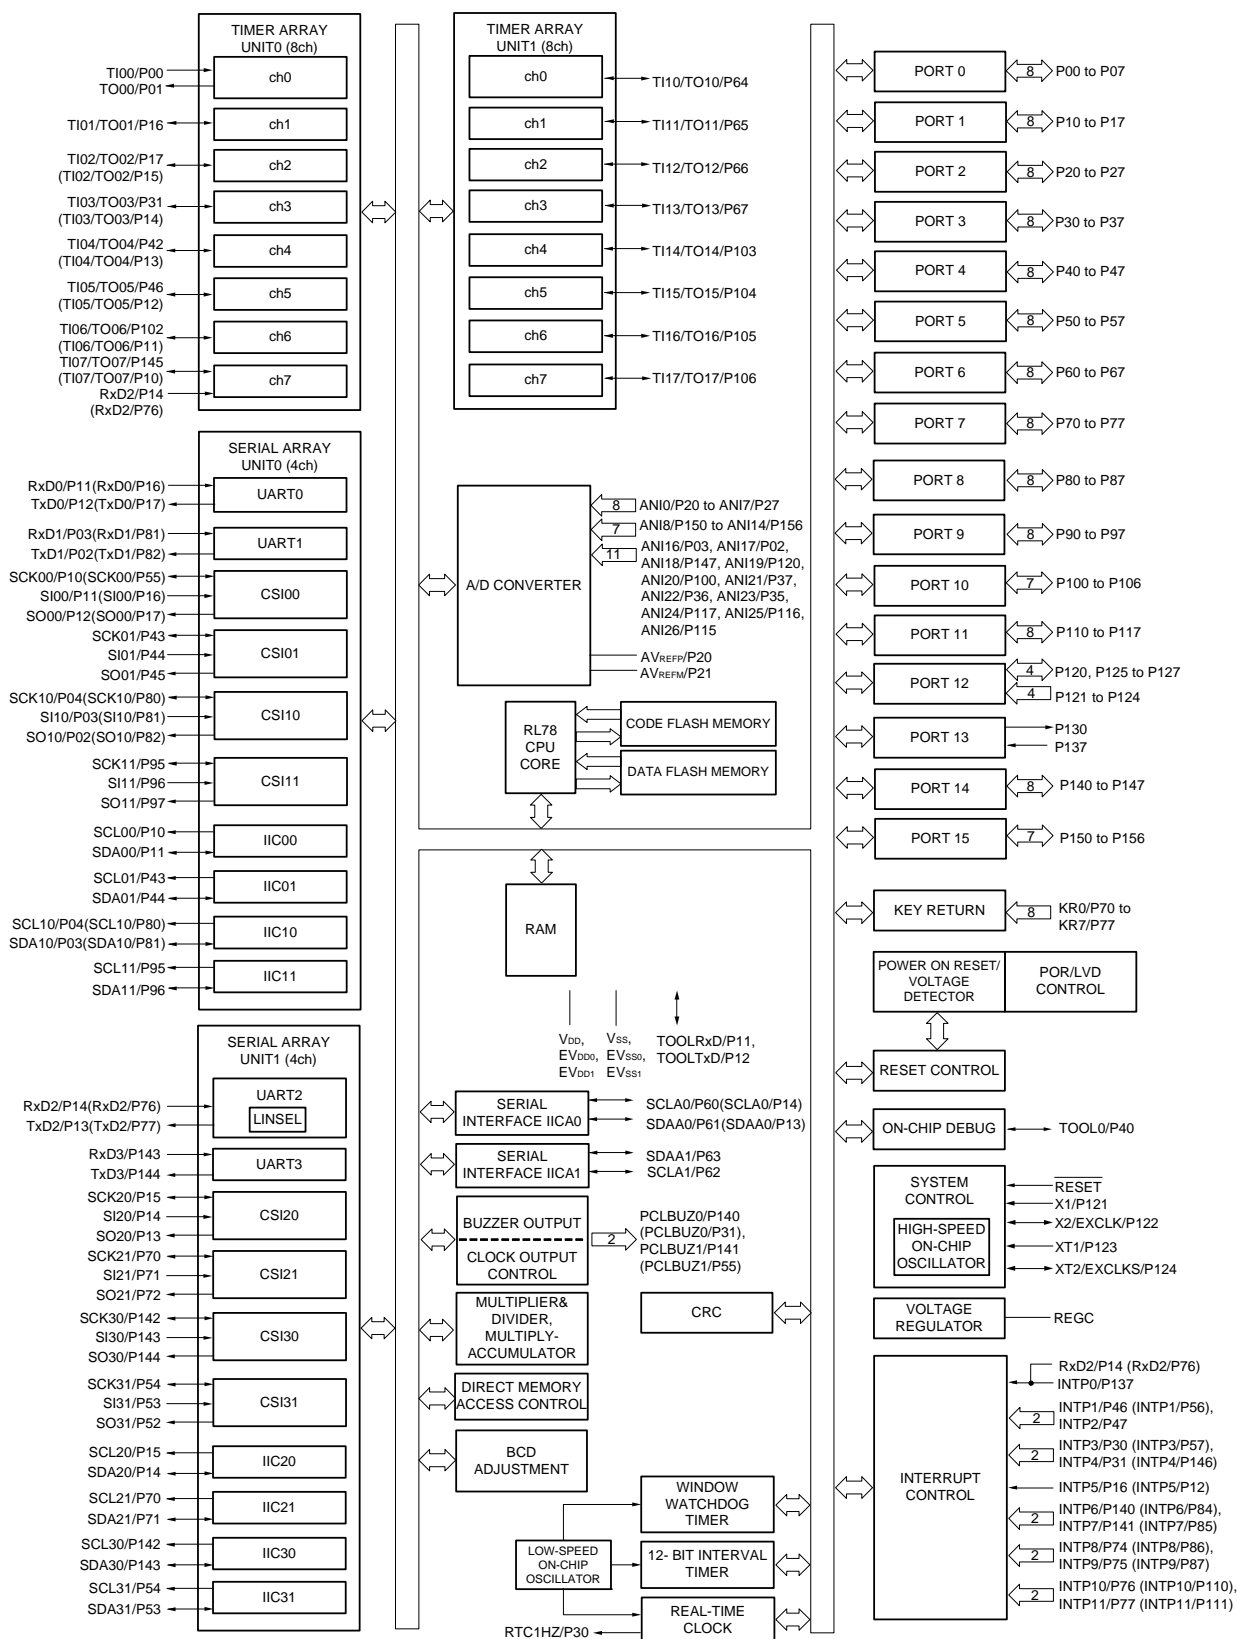 TIMER ARRAY
UNIT0 (8ch)
TI00/P00
TO00/P01
ch0
TI01/TO01/P16
ch1
TI02/TO02/P17
(TI02/TO02/P15)
ch2
TI03/TO03/P31
(TI03/TO03/P14)
ch3
TI04/TO04/P42
(TI04/TO04/P13)
ch4
TI05/TO05/P46
(TI05/TO05/P12)
ch5
TI06/TO06/P102
(TI06/TO06/P11)
ch6
TI07/TO07/P145
(TI07/TO07/P10)
ch7
RxD2/P14
(RxD2/P76)
SERIAL ARRAY
UNIT0 (4ch)
RxD0/P11(RxD0/P16)
TxD0/P12(TxD0/P17)
UART0
RxD1/P03(RxD1/P81)
TxD1/P02(TxD1/P82)
UART1
SCK00/P10(SCK00/P55)
SI00/P11(SI00/P16)
SO00/P12(SO00/P17)
CSI00
SCK01/P43
SI01/P44
SO01/P45
CSI01
SCK10/P04(SCK10/P80)
SI10/P03(SI10/P81)
SO10/P02(SO10/P82)
CSI10
SCK11/P95
SI11/P96
SO11/P97
CSI11
SCL00/P10
SDA00/P11
IIC00
SCL01/P43
SDA01/P44
IIC01
SCL10/P04(SCL10/P80)
SDA10/P03(SDA10/P81)
IIC10
SCL11/P95
SDA11/P96
IIC11
SERIAL ARRAY
UNIT1 (4ch)
RxD2/P14(RxD2/P76)
TxD2/P13(TxD2/P77)
UART2
LINSEL
RxD3/P143
TxD3/P144
UART3
SCK20/P15
SI20/P14
SO20/P13
CSI20
SCK21/P70
SI21/P71
SO21/P72
CSI21
SCK30/P142
SI30/P143
SO30/P144
CSI30
SCK31/P54
SI31/P53
SO31/P52
CSI31
SCL20/P15
SDA20/P14
IIC20
SCL21/P70
SDA21/P71
IIC21
SCL30/P142
SDA30/P143
IIC30
SCL31/P54
SDA31/P53
IIC31
TIMER ARRAY
UNIT1 (8ch)
ch0
TI10/TO10/P64
ch1
TI11/TO11/P65
ch2
TI12/TO12/P66
ch3
TI13/TO13/P67
ch4
TI14/TO14/P103
ch5
TI15/TO15/P104
ch6
TI16/TO16/P105
ch7
TI17/TO17/P106
A/D CONVERTER
8 ANI0/P20 to ANI7/P27
7 ANI8/P150 to ANI14/P156
11 ANI16/P03, ANI17/P02,
ANI18/P147, ANI19/P120,
ANI20/P100, ANI21/P37,
ANI22/P36, ANI23/P35,
ANI24/P117, ANI25/P116,
ANI26/P115
AVREFP/P20
AVREFM/P21
RL78
CPU
CORE
CODE FLASH MEMORY
DATA FLASH MEMORY
RAM
VDD,
EVDD0,
EVDD1
VSS,
EVSS0,
EVSS1
TOOLRxD/P11,
TOOLTxD/P12
SERIAL
INTERFACE IICA0
SCLA0/P60(SCLA0/P14)
SDAA0/P61(SDAA0/P13)
SERIAL
INTERFACE IICA1
SDAA1/P63
SCLA1/P62
BUZZER OUTPUT
CLOCK OUTPUT
CONTROL
2
PCLBUZ0/P140
(PCLBUZ0/P31),
PCLBUZ1/P141
(PCLBUZ1/P55)
MULTIPLIER&
DIVIDER,
MULTIPLY-
ACCUMULATOR
CRC
DIRECT MEMORY
ACCESS CONTROL
BCD
ADJUSTMENT
WINDOW
WATCHDOG
TIMER
LOW-SPEED
ON-CHIP
OSCILLATOR
12- BIT INTERVAL
TIMER
REAL-TIME
CLOCK
RTC1HZ/P30
PORT 0 8 P00 to P07
PORT 1 8 P10 to P17
PORT 2 8 P20 to P27
PORT 3 8 P30 to P37
PORT 4 8 P40 to P47
PORT 5 8 P50 to P57
PORT 6 8 P60 to P67
PORT 7 8 P70 to P77
PORT 8 8 P80 to P87
PORT 9 8 P90 to P97
PORT 10 7 P100 to P106
PORT 11 8 P110 to P117
PORT 12
4 P120, P125 to P127
4 P121 to P124
PORT 13
P130
P137
PORT 14 8 P140 to P147
PORT 15 7 P150 to P156
KEY RETURN 8
KR0/P70 to
KR7/P77
POWER ON RESET/
VOLTAGE
DETECTOR
POR/LVD
CONTROL
RESET CONTROL
ON-CHIP DEBUG
TOOL0/P40
SYSTEM
CONTROL
HIGH-SPEED
ON-CHIP
OSCILLATOR
RESET
X1/P121
X2/EXCLK/P122
XT1/P123
XT2/EXCLKS/P124
VOLTAGE
REGULATOR
REGC
INTERRUPT
CONTROL
RxD2/P14 (RxD2/P76)
INTP0/P137
2 INTP1/P46 (INTP1/P56),
INTP2/P47
2 INTP3/P30 (INTP3/P57),
INTP4/P31 (INTP4/P146)
INTP5/P16 (INTP5/P12)
2 INTP6/P140 (INTP6/P84),
INTP7/P141 (INTP7/P85)
2 INTP8/P74 (INTP8/P86),
INTP9/P75 (INTP9/P87)
2 INTP10/P76 (INTP10/P110),
INTP11/P77 (INTP11/P111)